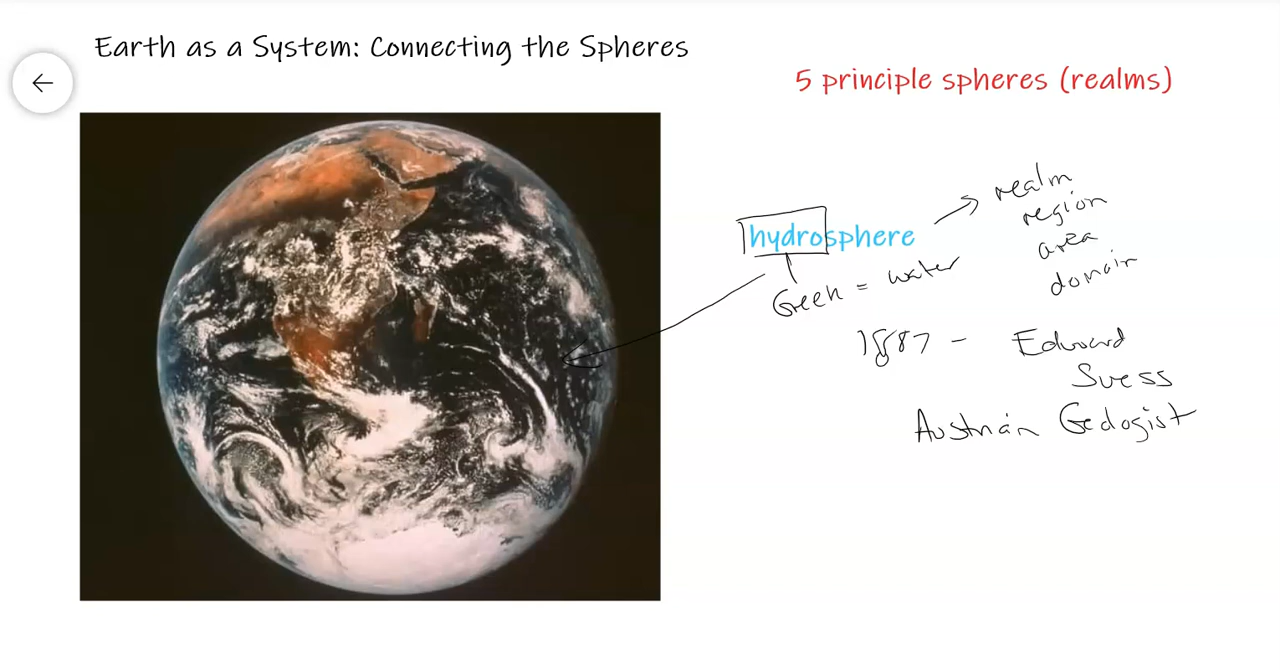 Earth as a System: Connecting the Spheres
5 principle spheres (realms)
hydrosphere
realm
region
area
domain
Greek = water
1887 - Edward
Suess
Austrian Geologist